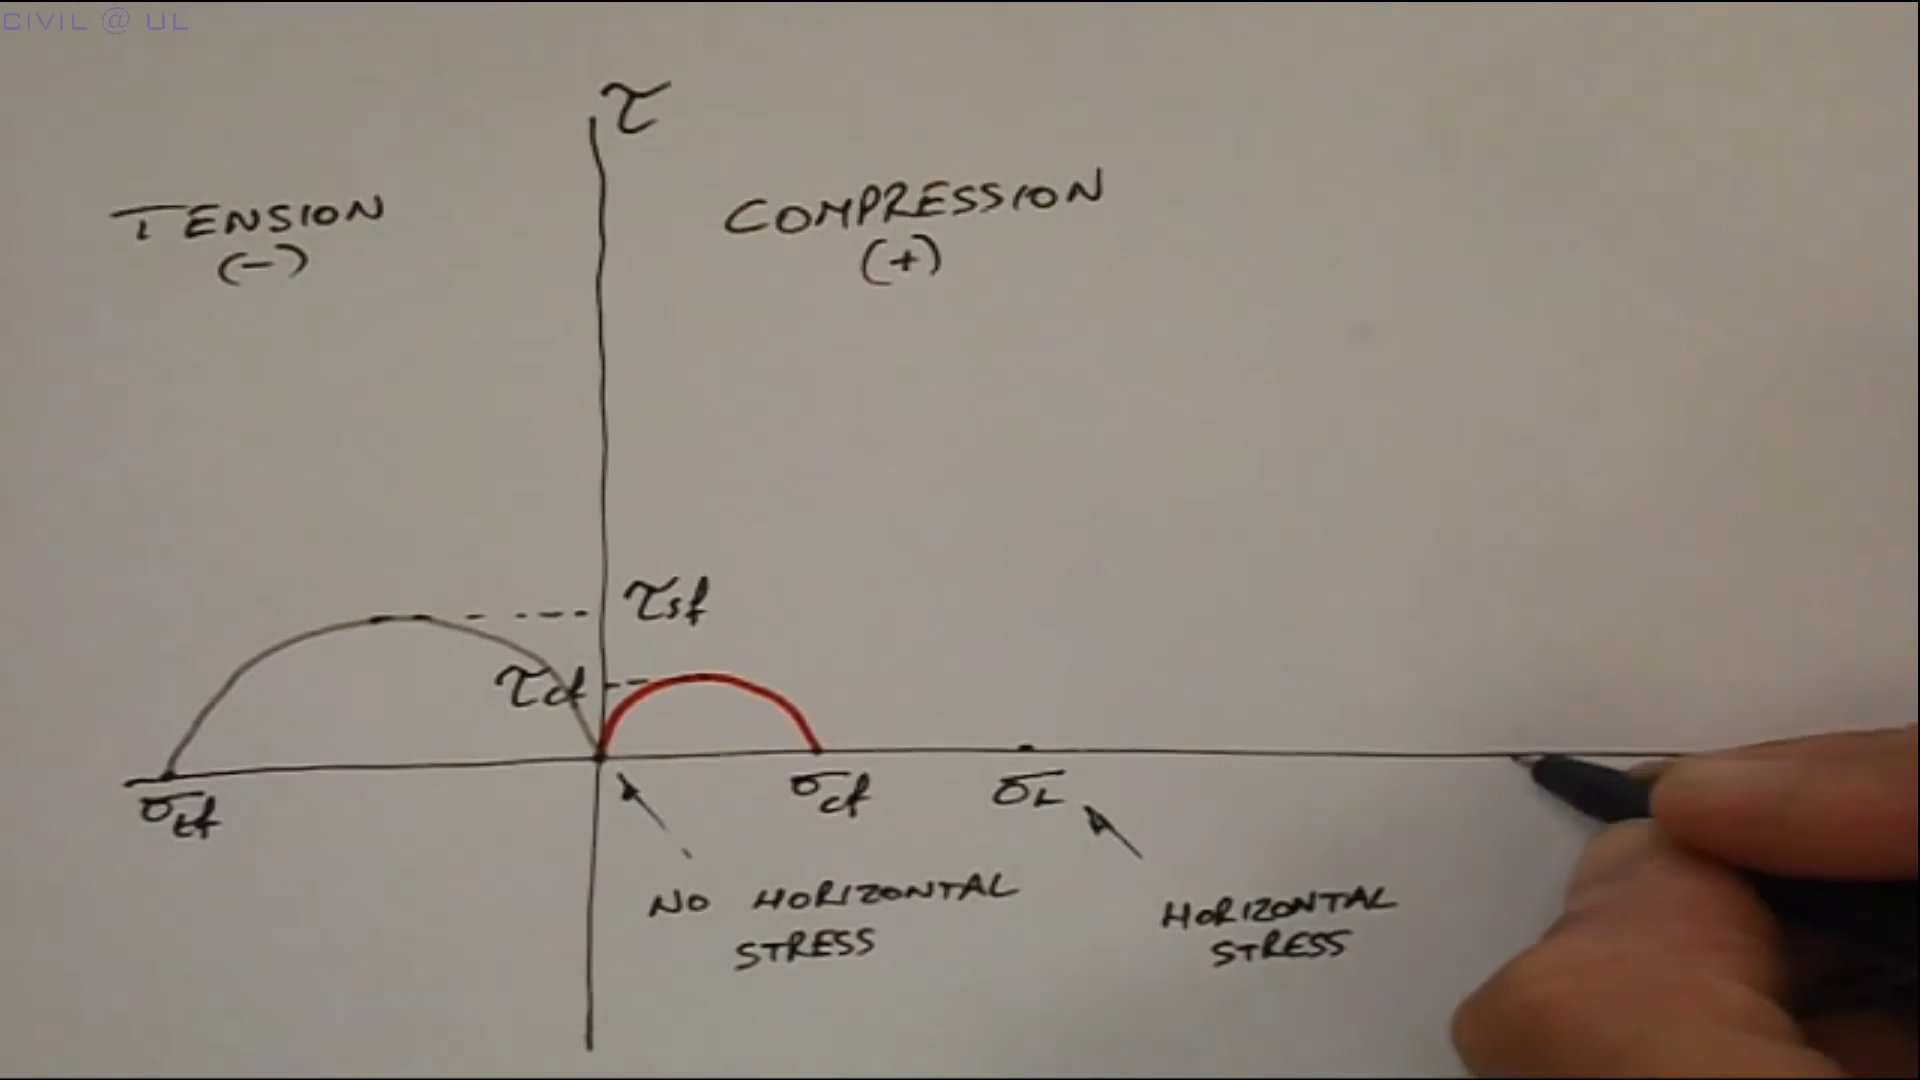 CIVIL @ UL
τ
TENSION
(-)
COMPRESSION
(+)
τsf
τcf
σtf
σcf
σL
NO HORIZONTAL
STRESS
HORIZONTAL
STRESS